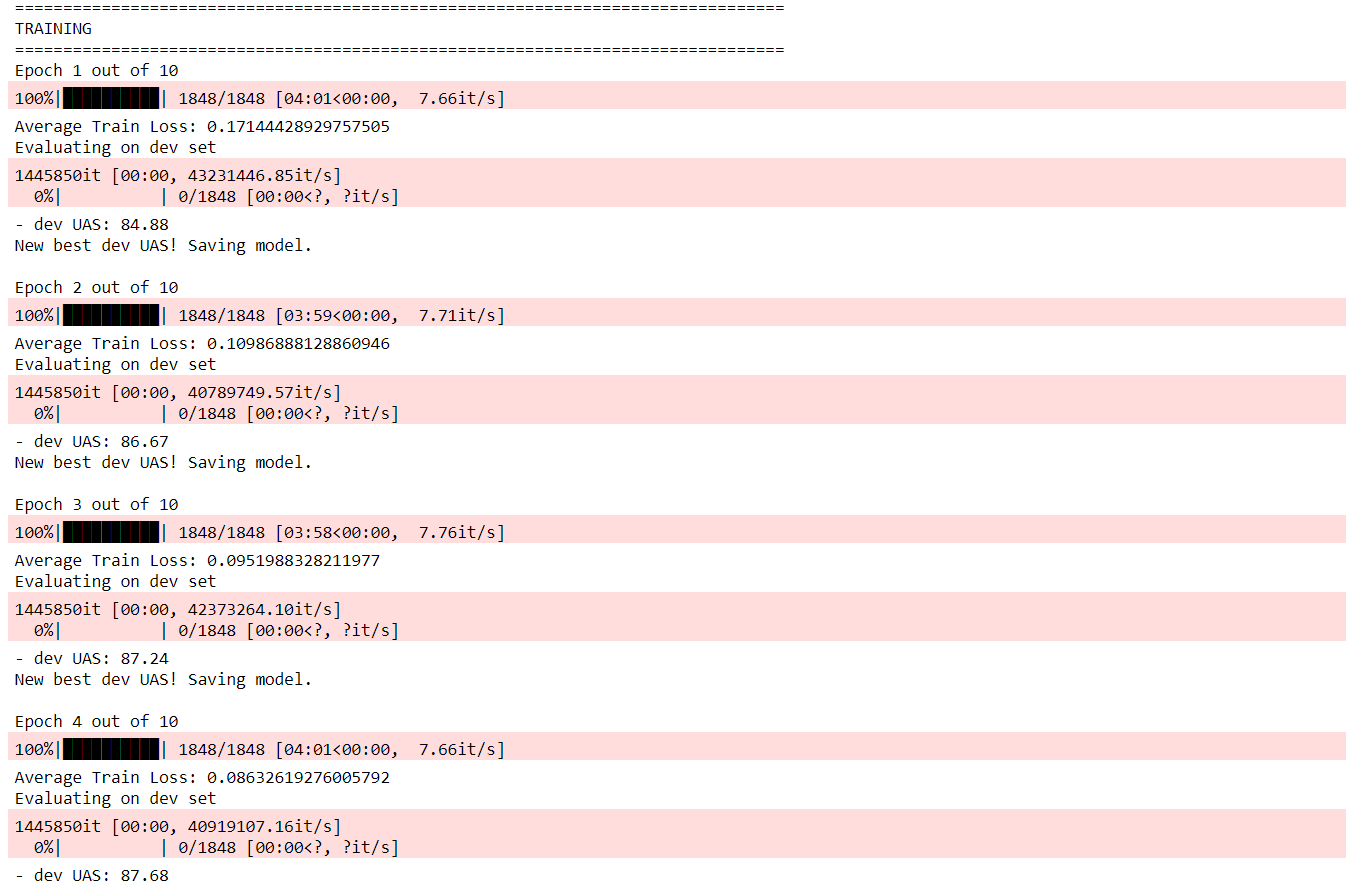 ================================================================================
TRAINING
================================================================================
Epoch 1 out of 10
100%|██████████| 1848/1848 [04:01<00:00,  7.66it/s]
Average Train Loss: 0.17144428929757505
Evaluating on dev set
1445850it [00:00, 43231446.85it/s]
  0%|          | 0/1848 [00:00<?, ?it/s]
- dev UAS: 84.88
New best dev UAS! Saving model.

Epoch 2 out of 10
100%|██████████| 1848/1848 [03:59<00:00,  7.71it/s]
Average Train Loss: 0.10986888128860946
Evaluating on dev set
1445850it [00:00, 40789749.57it/s]
  0%|          | 0/1848 [00:00<?, ?it/s]
- dev UAS: 86.67
New best dev UAS! Saving model.

Epoch 3 out of 10
100%|██████████| 1848/1848 [03:58<00:00,  7.76it/s]
Average Train Loss: 0.0951988328211977
Evaluating on dev set
1445850it [00:00, 42373264.10it/s]
  0%|          | 0/1848 [00:00<?, ?it/s]
- dev UAS: 87.24
New best dev UAS! Saving model.

Epoch 4 out of 10
100%|██████████| 1848/1848 [04:01<00:00,  7.66it/s]
Average Train Loss: 0.08632619276005792
Evaluating on dev set
1445850it [00:00, 40919107.16it/s]
  0%|          | 0/1848 [00:00<?, ?it/s]
- dev UAS: 87.68